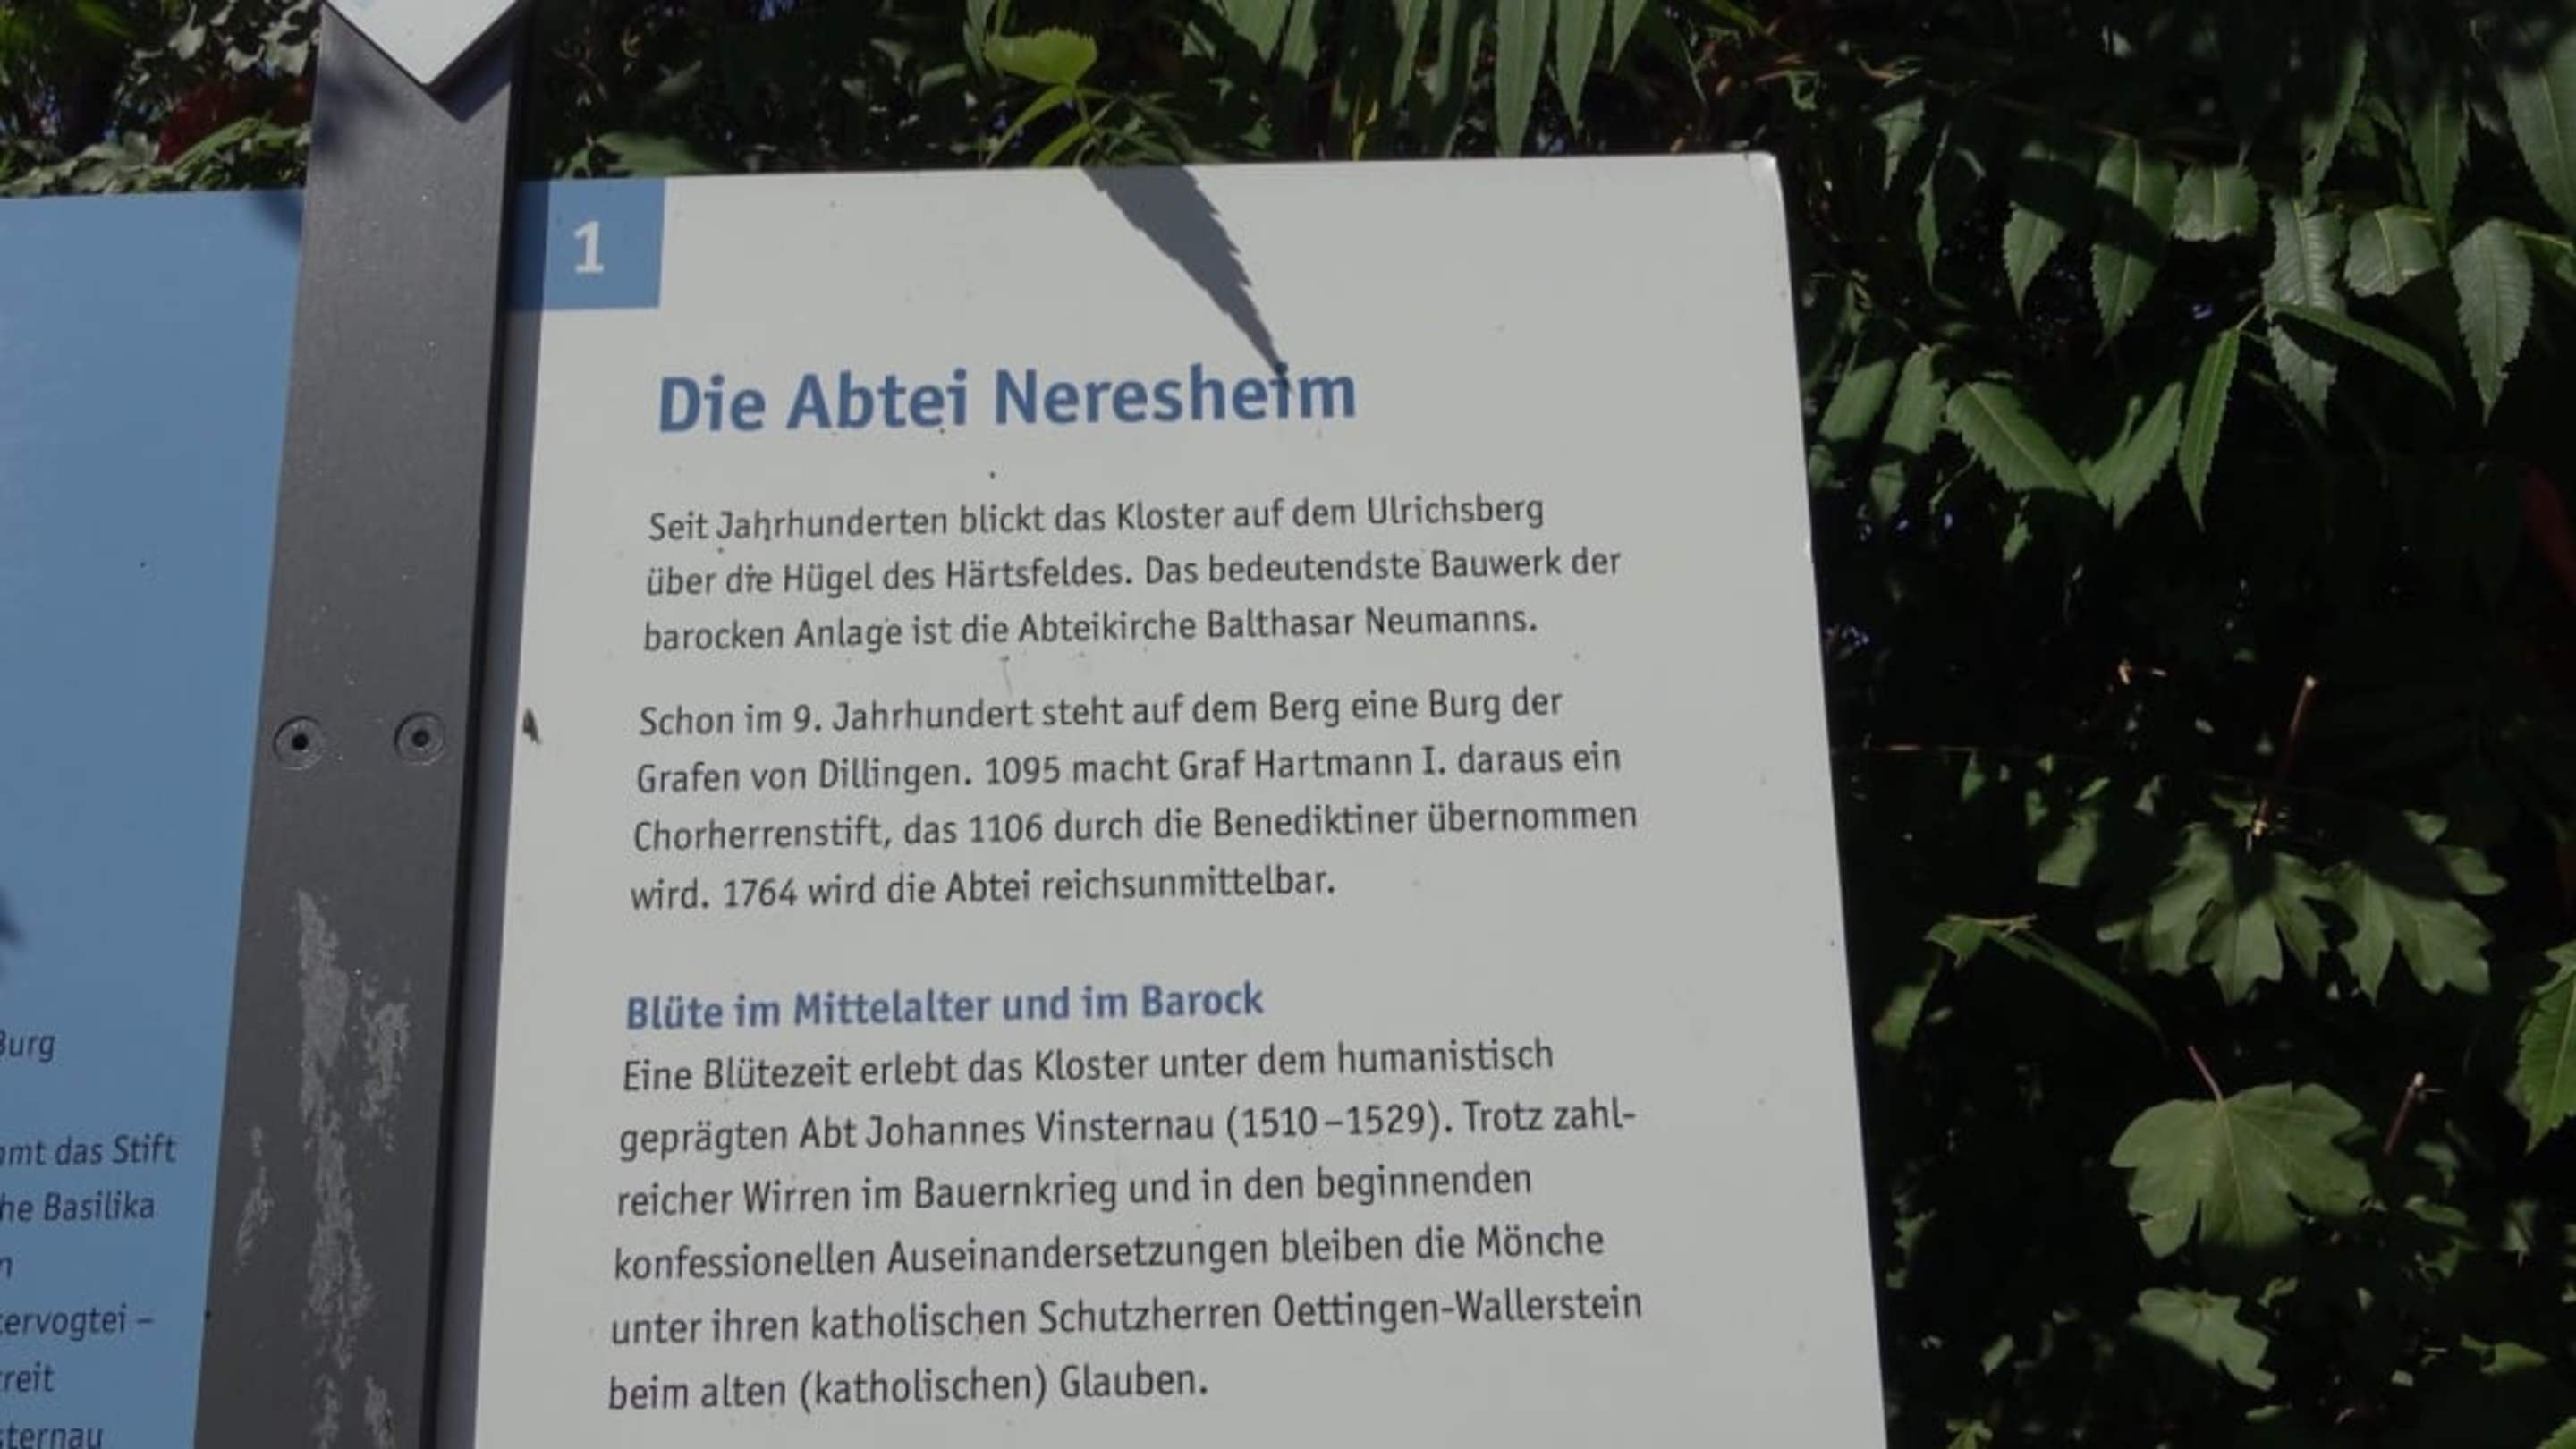 Burg
das Stift
Basilika
1
Die Abtei Neresheim
Seit Jahrhunderten blickt das Kloster auf dem Ulrichsberg
über die Hügel des Härtsfeldes. Das bedeutendste Bauwerk der
barocken Anlage ist die Abteikirche Balthasar Neumanns.
Schon im 9. Jahrhundert steht auf dem Berg eine Burg der
Grafen von Dillingen. 1095 macht Graf Hartmann I. daraus ein
Chorherrenstift, das 1106 durch die Benediktiner übernommen
wird. 1764 wird die Abtei reichsunmittelbar.
Blüte im Mittelalter und im Barock
Eine Blütezeit erlebt das Kloster unter dem humanistisch
geprägten Abt Johannes Vinsternau (1510–1529). Trotz zahl-
reicher Wirren im Bauernkrieg und in den beginnenden
konfessionellen Auseinandersetzungen bleiben die Mönche
unter ihren katholischen Schutzherren Oettingen-Wallerstein
beim alten (katholischen) Glauben.